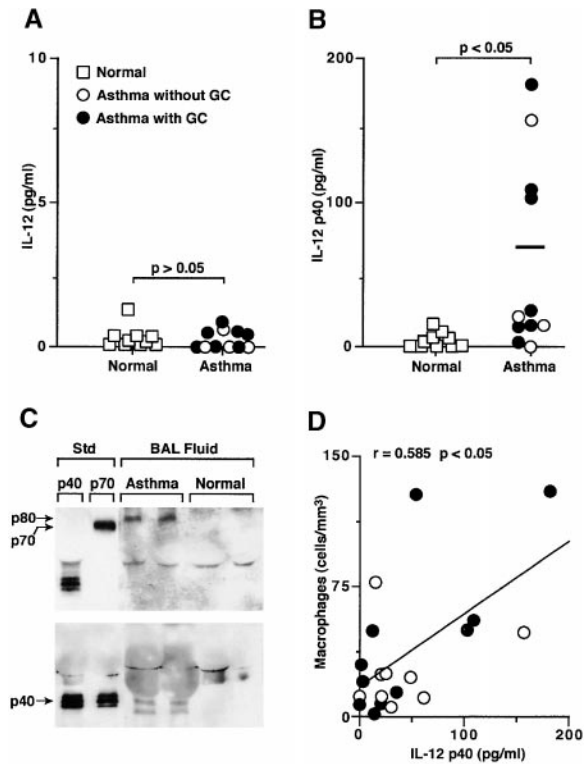 A
B
10
5
0
IL-12 (pg/ml)
Normal
Asthma without GC
Asthma with GC
p > 0.05
Normal Asthma
200
100
0
IL-12 p40 (pg/ml)
p < 0.05
Normal Asthma
C
Std BAL Fluid
p40 p70 Asthma Normal
p80
p70
p40
D
r = 0.585 p < 0.05
150
75
0
Macrophages (cells/mm³)
0 100 200
IL-12 p40 (pg/ml)